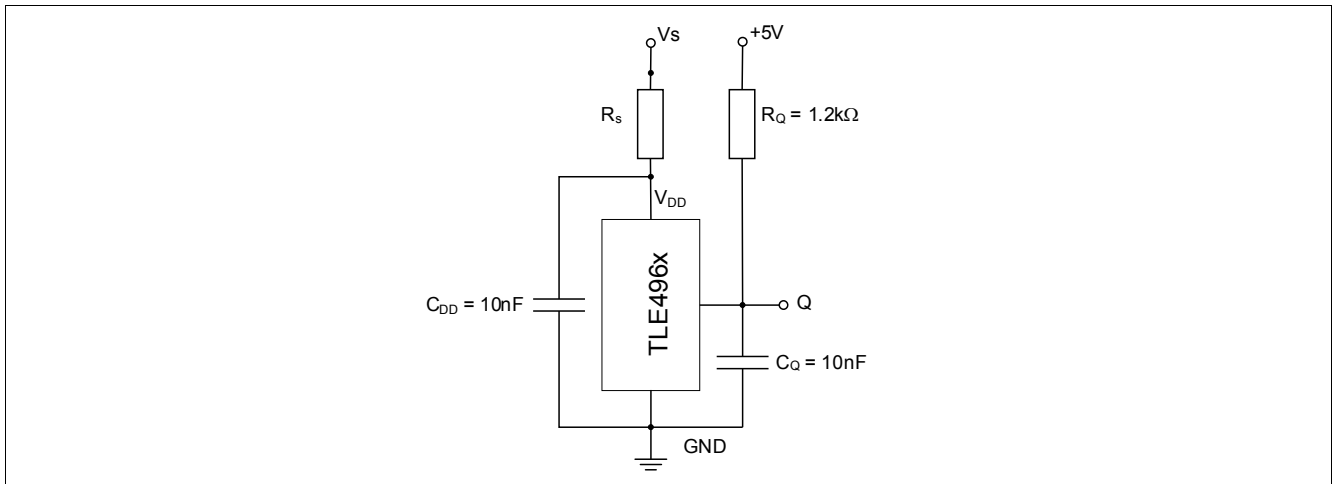 Vs
+5V
Rs
RQ = 1.2kΩ
VDD
TLE496x
CDD = 10nF
Q
CQ = 10nF
GND